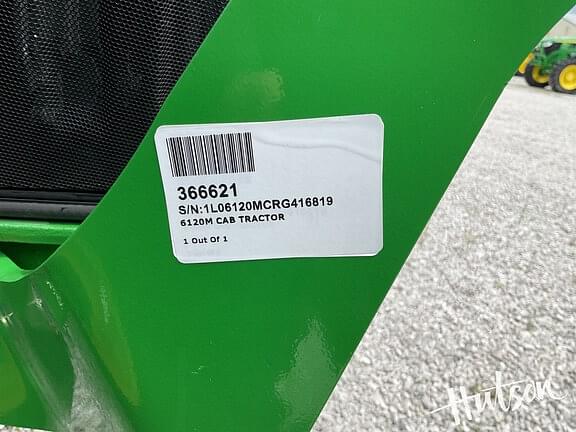 366621
S/N:1L06120MCRG416819
6120M CAB TRACTOR
1 Out Of 1
Hutson